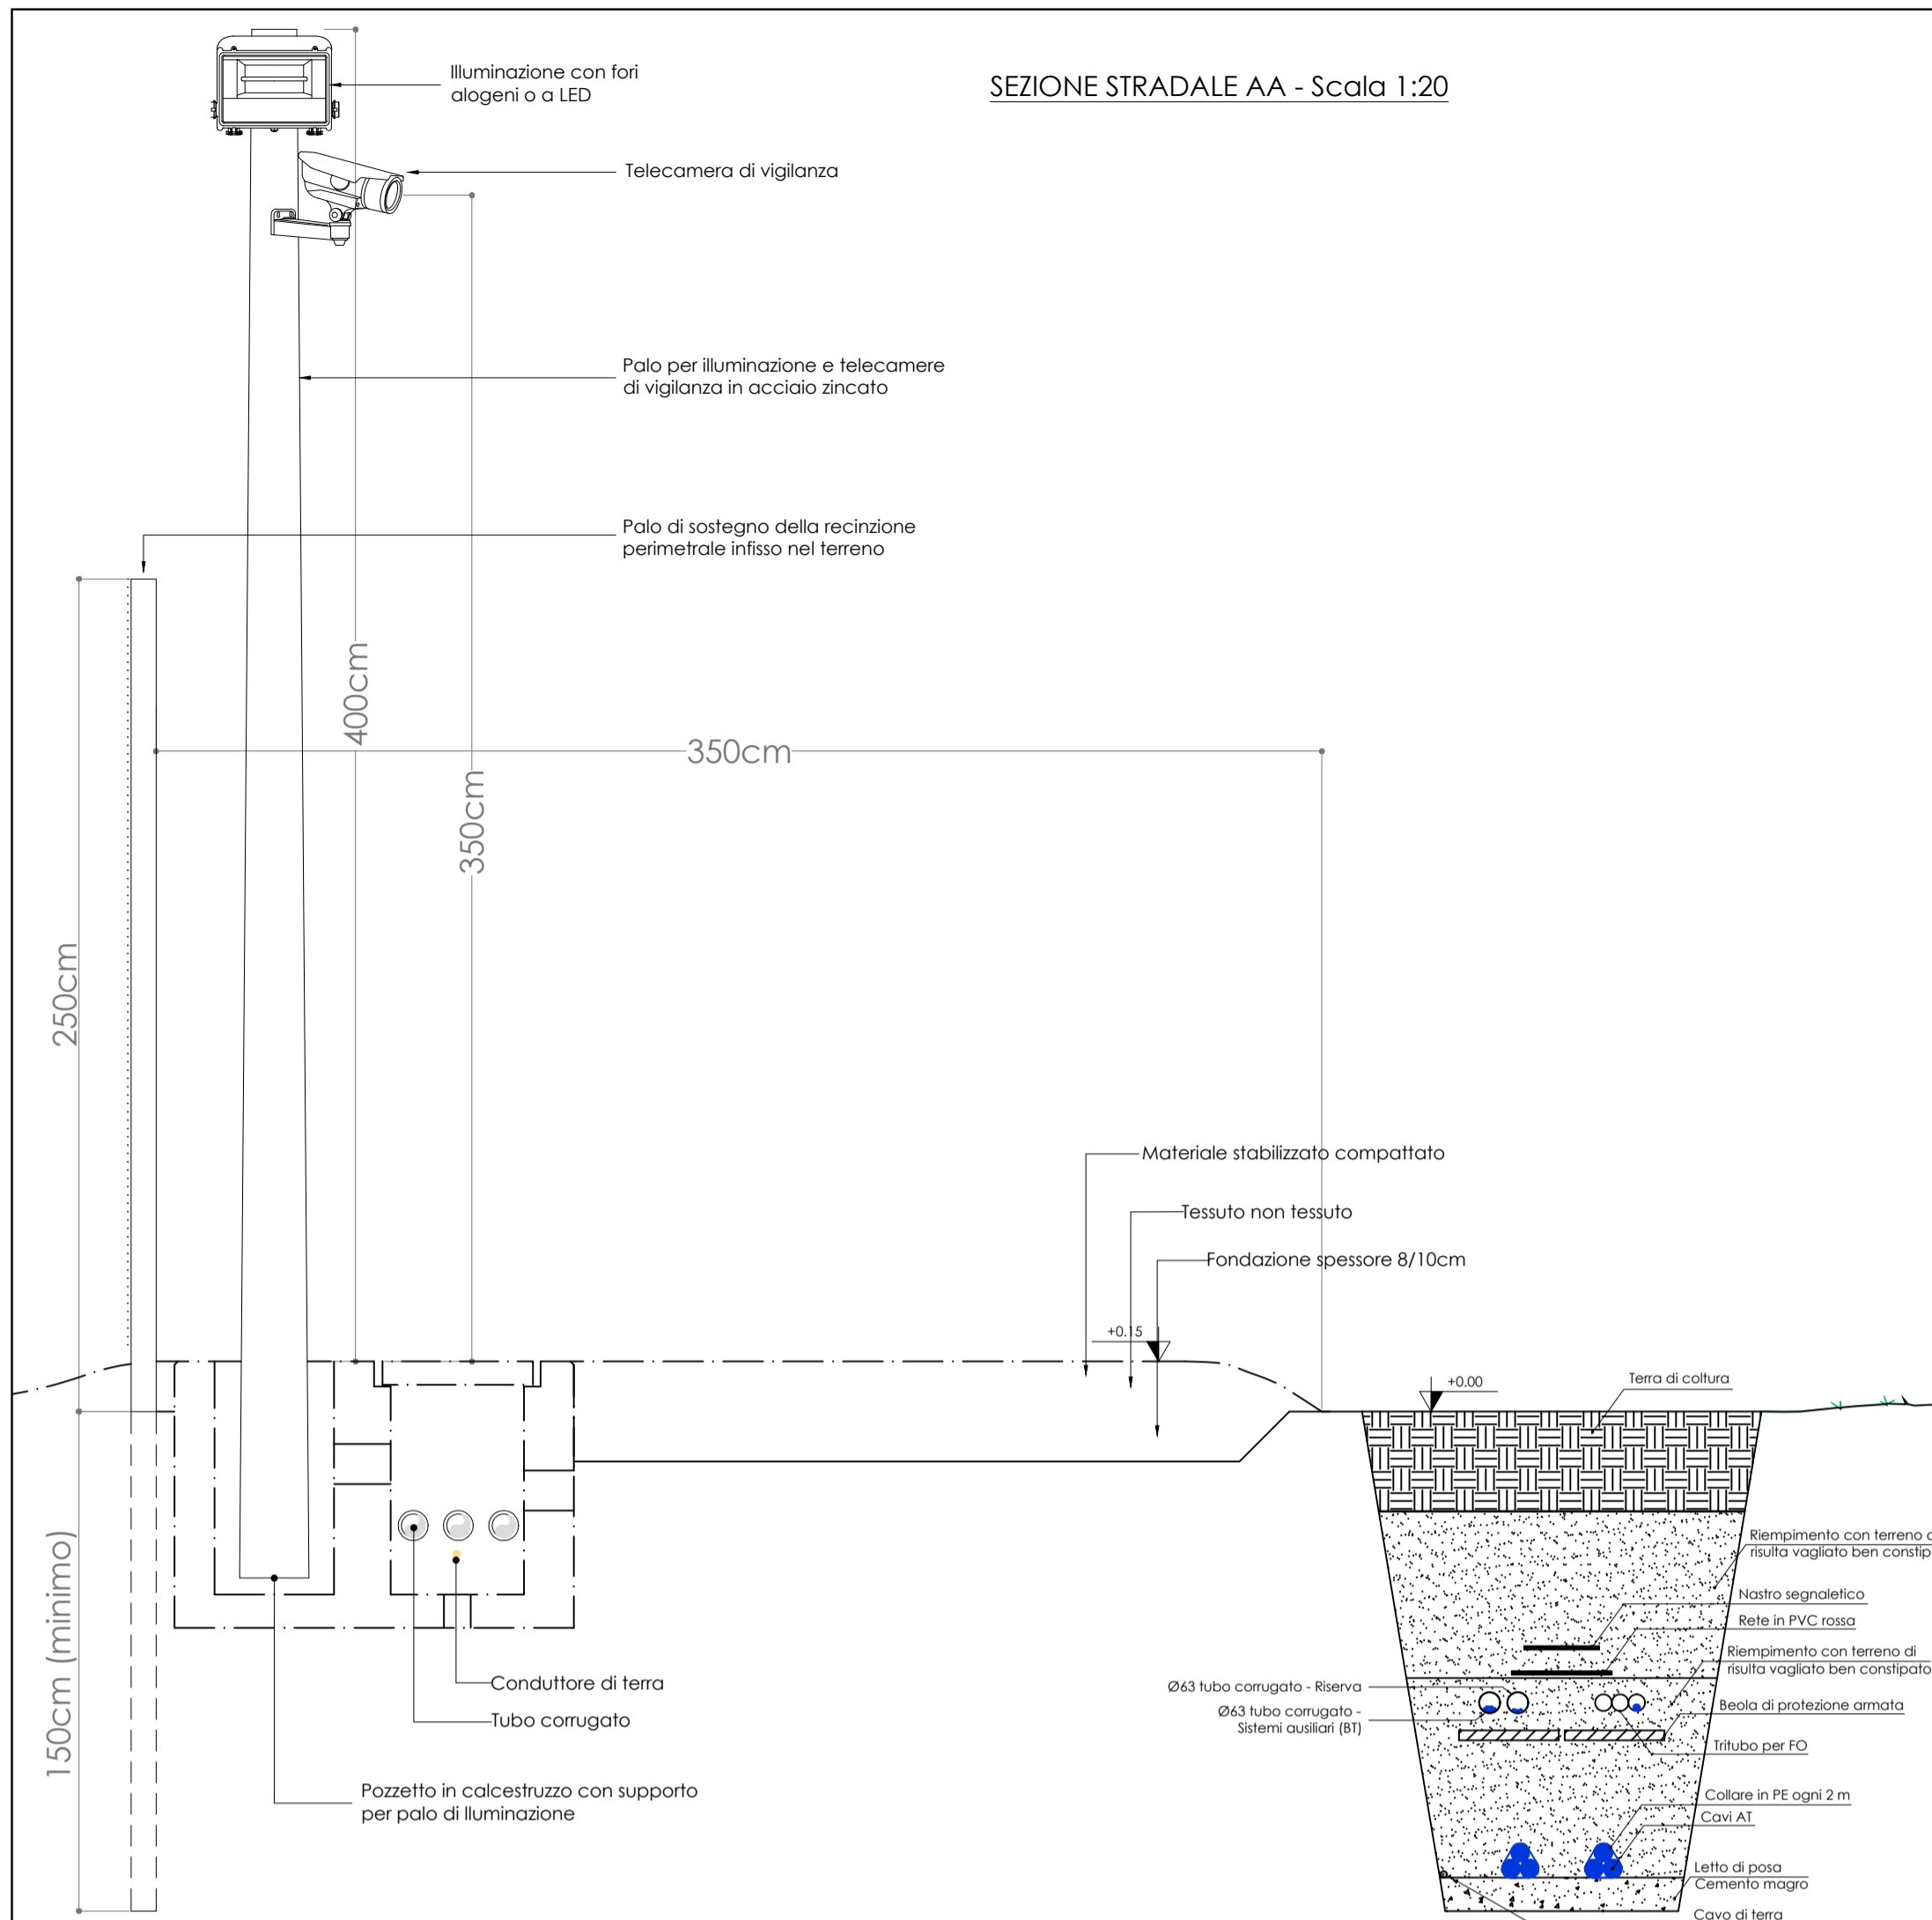 SEZIONE STRADALE AA - Scala 1:20
Illuminazione con fori
alogeni o a LED
Telecamera di vigilanza
Palo per illuminazione e telecamere
di vigilanza in acciaio zincato
Palo di sostegno della recinzione
perimetrale infisso nel terreno
400cm
350cm
350cm
250cm
150cm (minimo)
Materiale stabilizzato compattato
Tessuto non tessuto
Fondazione spessore 8/10cm
+0.15
+0.00
Terra di coltura
Riempimento con terreno
risulta vagliato ben constip
Nastro segnaletico
Rete in PVC rossa
Riempimento con terreno di
risulta vagliato ben constipato
Ø63 tubo corrugato - Riserva
Ø63 tubo corrugato -
Sistemi ausiliari (BT)
Beola di protezione armata
Tritubo per FO
Collare in PE ogni 2 m
Cavi AT
Letto di posa
Cemento magro
Cavo di terra
Conduttore di terra
Tubo corrugato
Pozzetto in calcestruzzo con supporto
per palo di Iluminazione